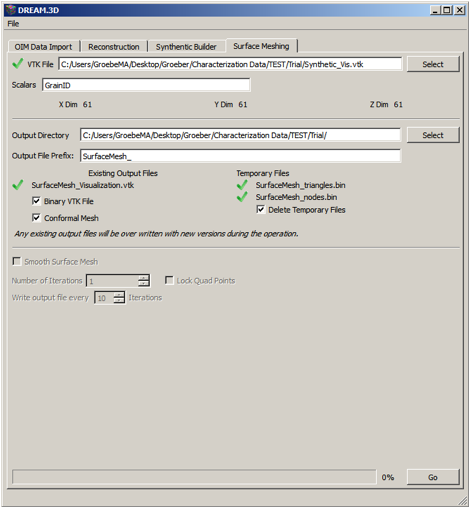 DREAM.3D
File
OIM Data Import Reconstruction Synthentic Builder Surface Meshing
VTK File C:/Users/GroebeMA/Desktop/Groeber/Characterization Data/TEST/Trial/Synthetic_Vis.vtk Select
Scalars GrainID
X Dim 61 Y Dim 61 Z Dim 61
Output Directory C:/Users/GroebeMA/Desktop/Groeber/Characterization Data/TEST/Trial/ Select
Output File Prefix: SurfaceMesh_
Existing Output Files Temporary Files
SurfaceMesh_Visualization.vtk SurfaceMesh_triangles.bin
SurfaceMesh_nodes.bin
Binary VTK File Delete Temporary Files
Conformal Mesh
Any existing output files will be over written with new versions during the operation.
Smooth Surface Mesh
Number of Iterations 1 Lock Quad Points
Write output file every 10 Iterations
0% Go